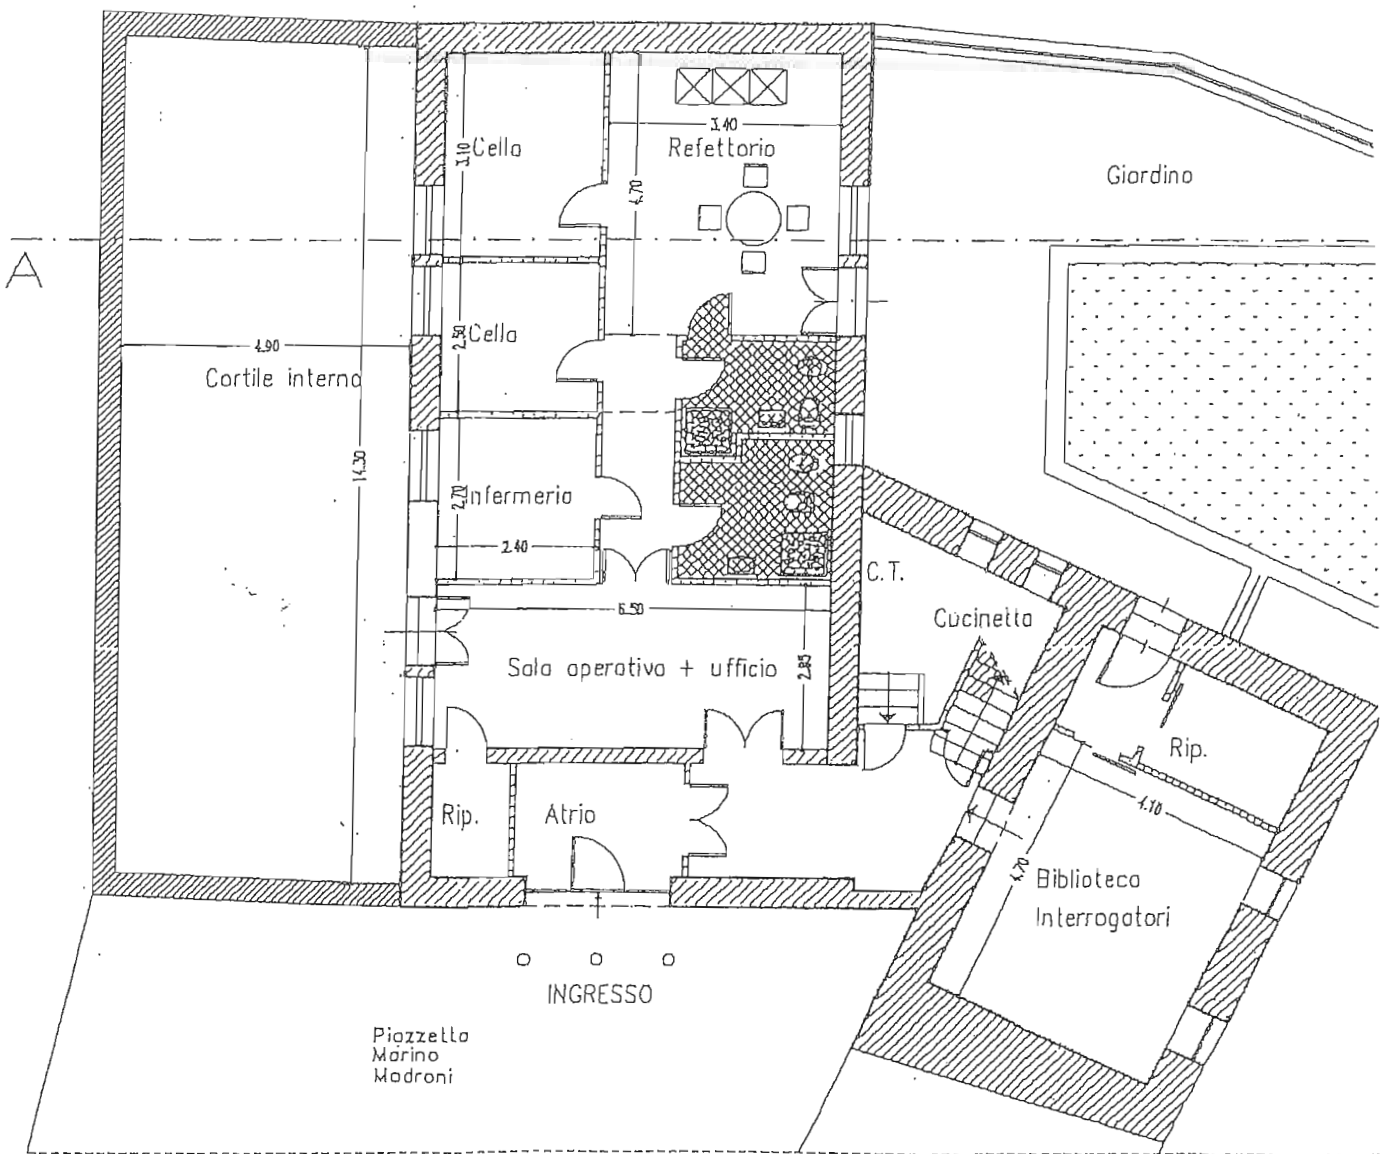 Cella
3.10
3.40
Refettorio
4.70
Giardino
A
4.90
Cortile interno
2.50
Cella
14.30
2.70
Infermeria
2.40
C.T.
6.50
Cucinetta
Sala operativa + ufficio
2.85
Rip.
Atrio
Rip.
4.10
4.70
Biblioteca
Interrogatori
INGRESSO
Piazzetta
Marino
Madroni